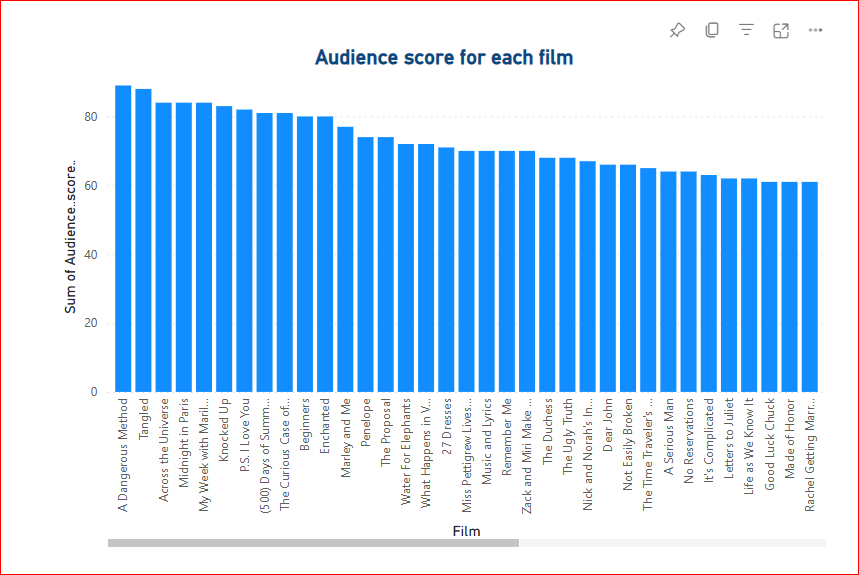 Audience score for each film
Sum of Audience..score..
80
60
40
20
0
A Dangerous Method
Tangled
Across the Universe
Midnight in Paris
My Week with Maril...
Knocked Up
P.S. I Love You
(500) Days of Summ...
The Curious Case of...
Beginners
Enchanted
Marley and Me
Penelope
The Proposal
Water For Elephants
What Happens in V...
27 Dresses
Miss Pettigrew Lives...
Music and Lyrics
Remember Me
Zack and Miri Make ...
The Duchess
The Ugly Truth
Nick and Norah's In...
Dear John
Not Easily Broken
The Time Traveler's ...
A Serious Man
No Reservations
It's Complicated
Letters to Juliet
Life as We Know It
Good Luck Chuck
Made of Honor
Rachel Getting Marr...
Film